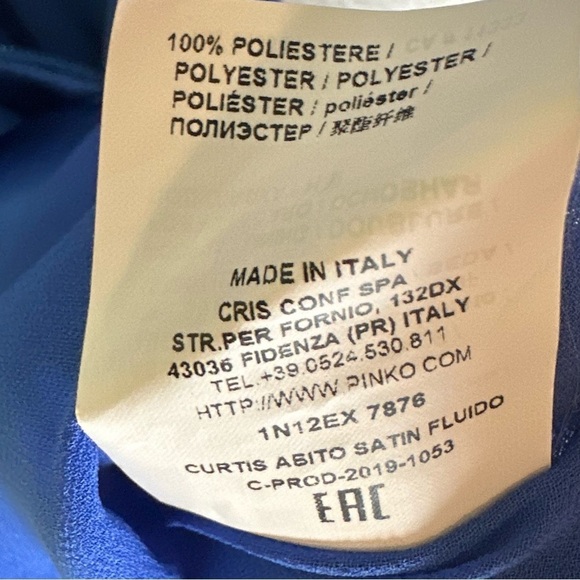 100% POLIESTERE /
POLYESTER / POLYESTER /
POLIÉSTER / poliéster /
ПОЛИЭСТЕР / 聚酯纤维
MADE IN ITALY
CRIS CONF SPA
STR.PER FORNIO, 132DX
43036 FIDENZA (PR) ITALY
TEL.+39.0524.530.811
HTTP://WWW.PINKO.COM
1N12EX 7876
CURTIS ABITO SATIN FLUIDO
C-PROD-2019-1053
EAC